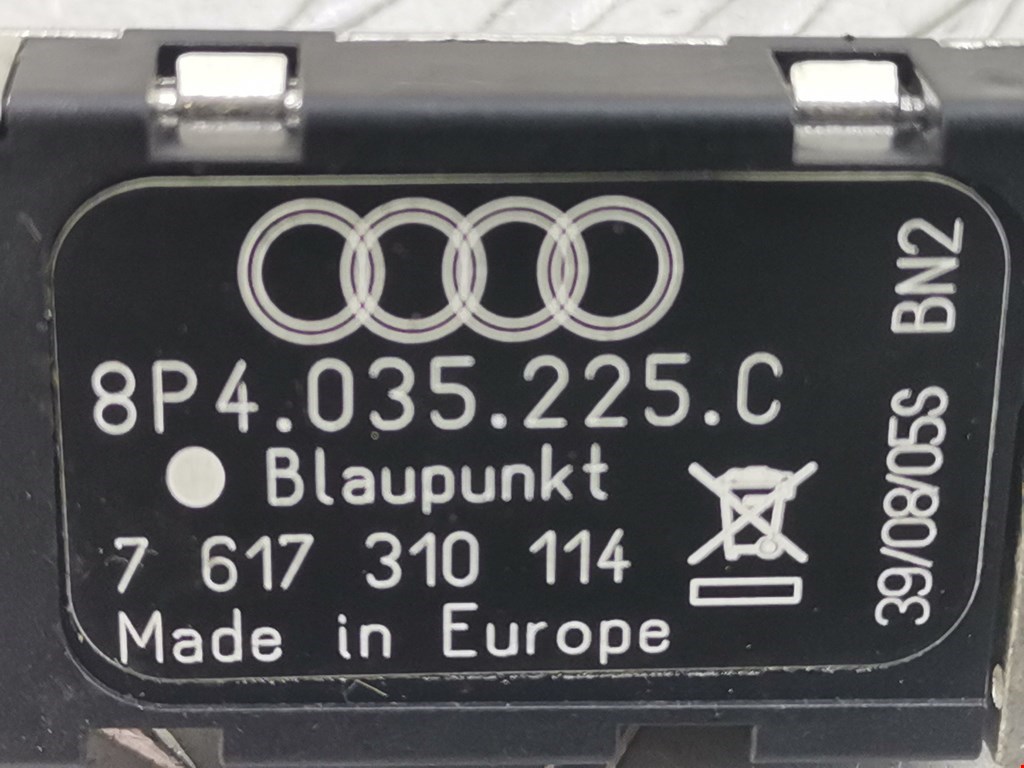 8P4.035.225.C
Blaupunkt
7 617 310 114
Made in Europe
39/08/05S BN2